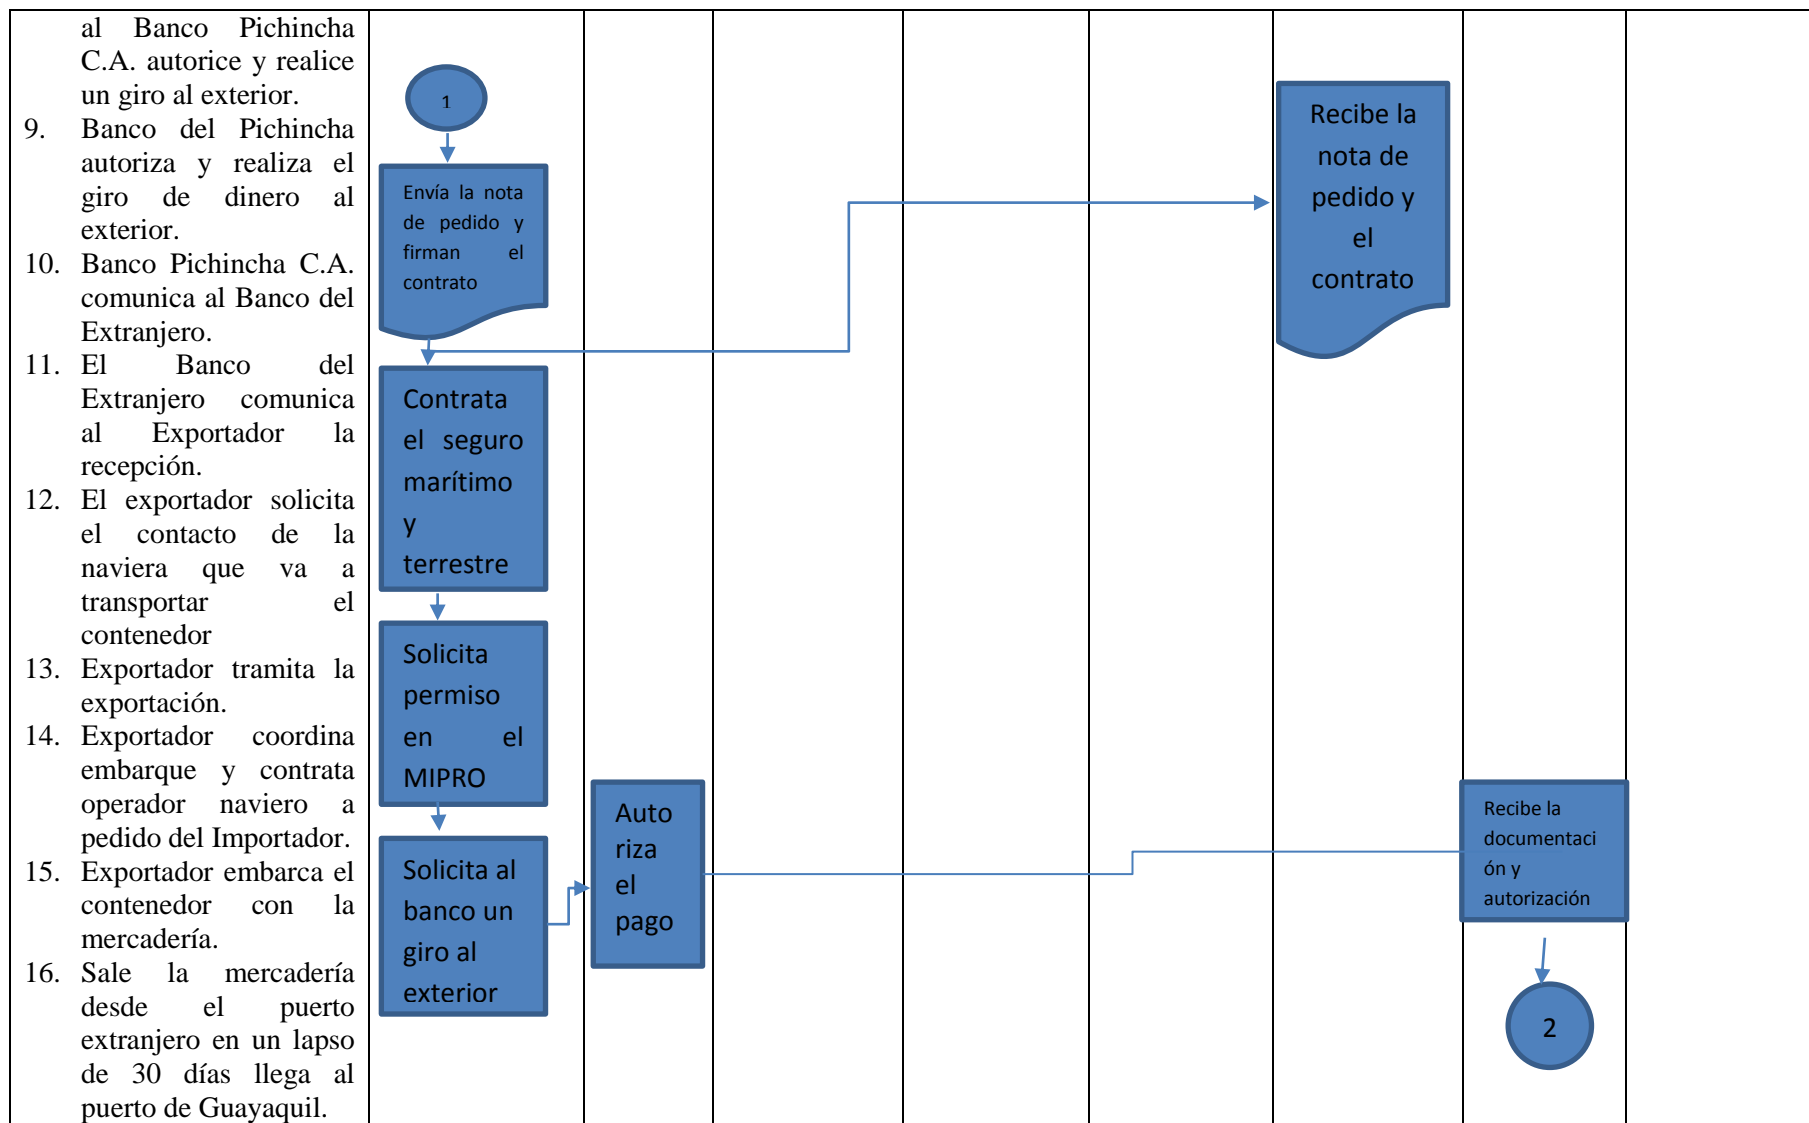 al Banco Pichincha
C.A. autorice y realice
un giro al exterior.
9. Banco del Pichincha
autoriza y realiza el
giro de dinero al
exterior.
10. Banco Pichincha C.A.
comunica al Banco del
Extranjero.
11. El Banco del
Extranjero comunica
al Exportador la
recepción.
12. El exportador solicita
el contacto de la
naviera que va a
transportar el
contenedor
13. Exportador tramita la
exportación.
14. Exportador coordina
embarque y contrata
operador naviero a
pedido del Importador.
15. Exportador embarca el
contenedor con la
mercadería.
16. Sale la mercadería
desde el puerto
extranjero en un lapso
de 30 días llega al
puerto de Guayaquil.
1
Envía la nota
de pedido y
firman el
contrato
Contrata
el seguro
marítimo
y
terrestre
Solicita
permiso
en el
MIPRO
Solicita al
banco un
giro al
exterior
Auto
riza
el
pago
Recibe la
nota de
pedido y
el
contrato
Recibe la
documentaci
ón y
autorización
2